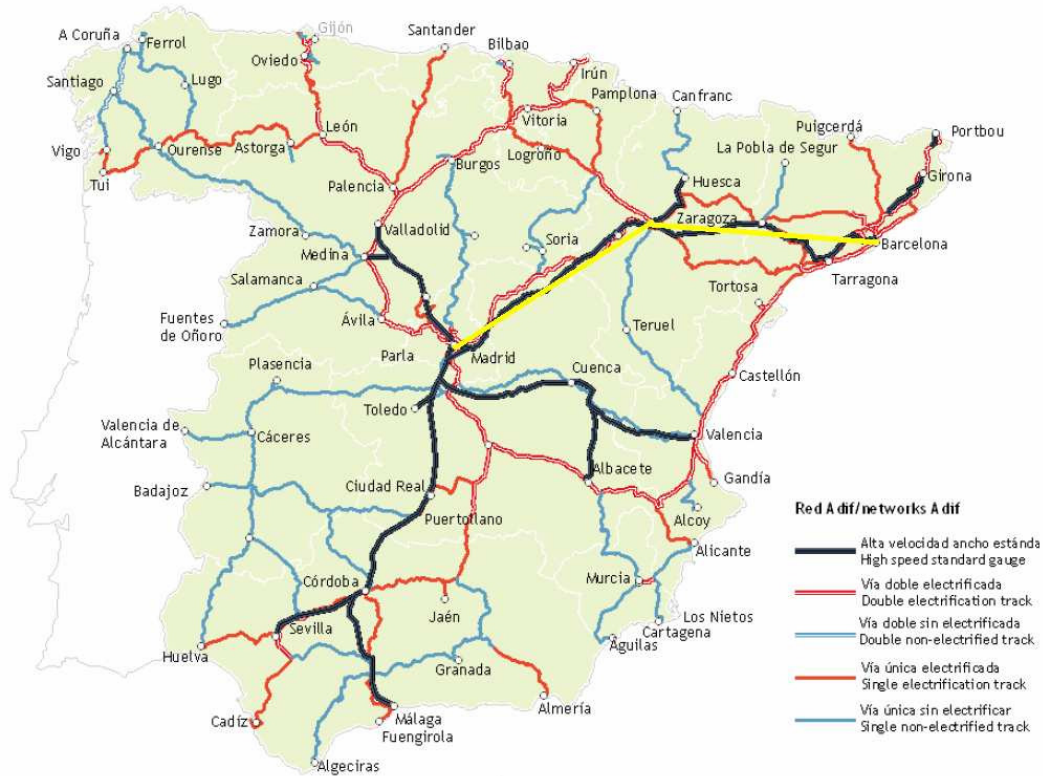 Gijón
A Coruña
Ferrol
Santander
Bilbao
Oviedo
Irún
Santiago
Lugo
Pamplona
Canfranc
Vitoria
León
Puigcerdá
Portbou
Vigo
Ourense
Astorga
Logroño
La Pobla de Segur
Burgos
Tui
Palencia
Huesca
Girona
Valladolid
Zaragoza
Zamora
Soria
Barcelona
Medina
Tarragona
Salamanca
Tortosa
Ávila
Fuentes
de Oñoro
Teruel
Parla
Madrid
Plasencia
Cuenca
Castellón
Toledo
Valencia de
Alcántara
Cáceres
Valencia
Albacete
Gandía
Badajoz
Ciudad Real
Puertollano
Alcoy
Alicante
Córdoba
Murcia
Jaén
Los Nietos
Cartagena
Sevilla
Águilas
Huelva
Granada
Almería
Cadíz
Málaga
Fuengirola
Algeciras
Red Adif/networks Adif
Alta velocidad ancho estánda
High speed standard gauge
Vía doble electrificada
Double electrification track
Vía doble sin electrificada
Double non-electrified track
Vía única electrificada
Single electrification track
Vía única sin electrificar
Single non-electrified track